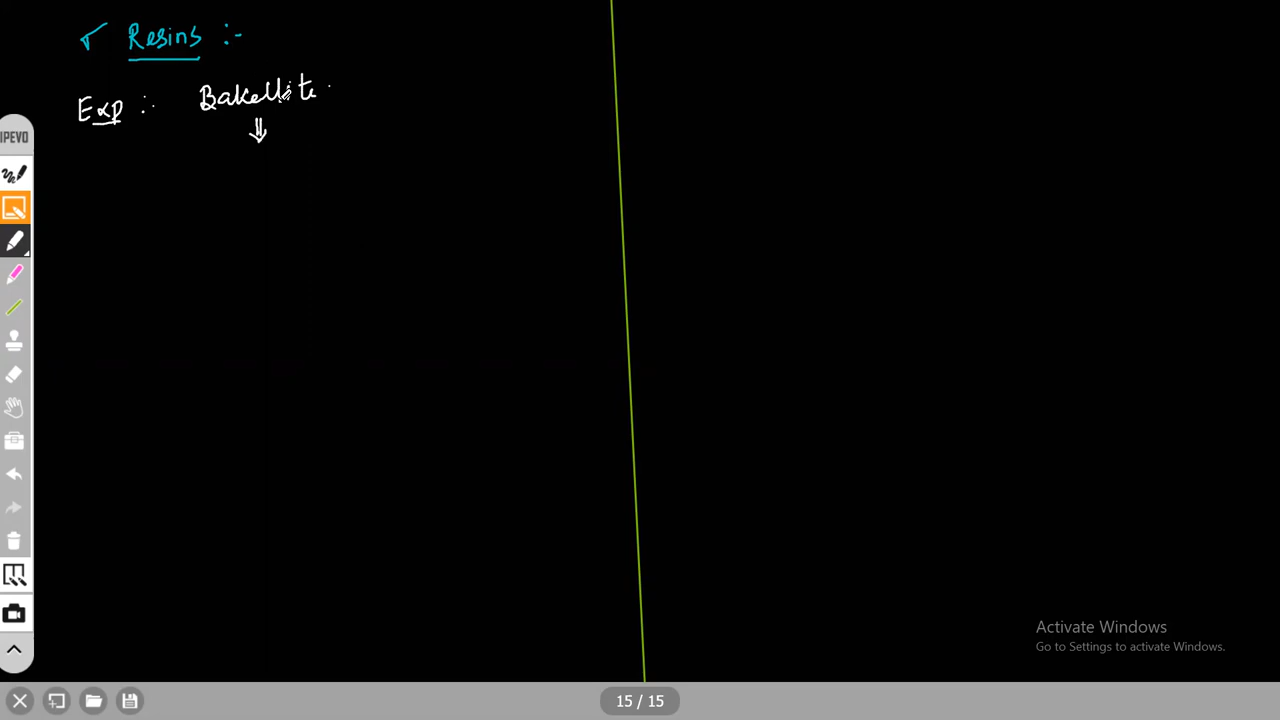 Resins :-
Exp :- Bakellite
IPEVO
Activate Windows
Go to Settings to activate Windows.
15 / 15